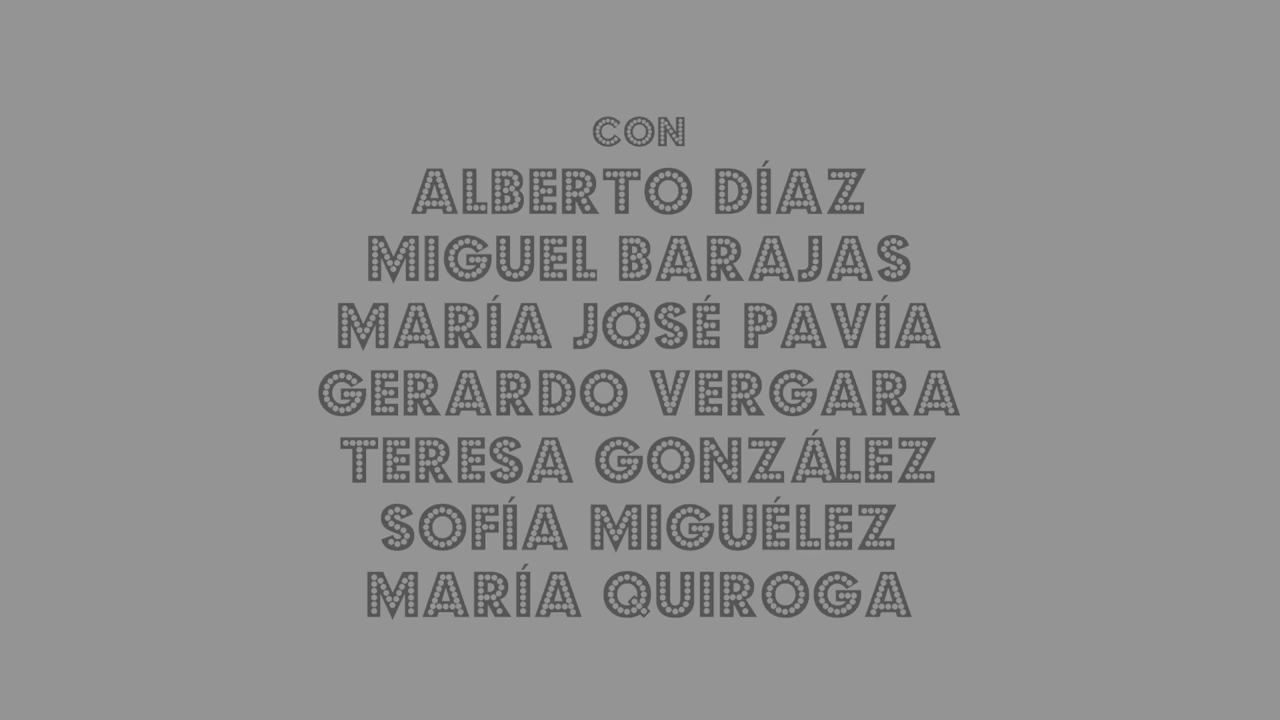 CON
ALBERTO DÍAZ
MIGUEL BARAJAS
MARÍA JOSÉ PAVÍA
GERARDO VERGARA
TERESA GONZÁLEZ
SOFÍA MIGUÉLEZ
MARÍA QUIROGA